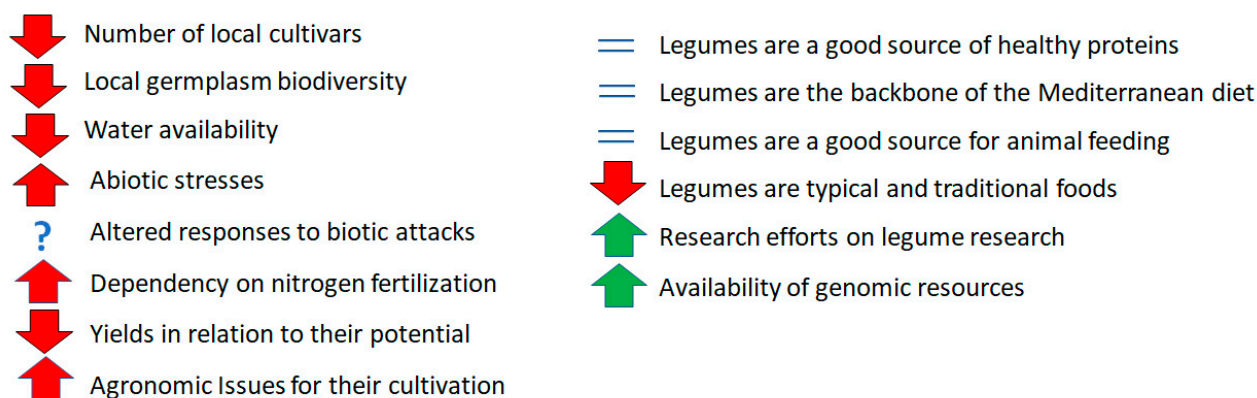 Number of local cultivars
Local germplasm biodiversity
Water availability
Abiotic stresses
? Altered responses to biotic attacks
Dependency on nitrogen fertilization
Yields in relation to their potential
Agronomic Issues for their cultivation
Legumes are a good source of healthy proteins
Legumes are the backbone of the Mediterranean diet
Legumes are a good source for animal feeding
Legumes are typical and traditional foods
Research efforts on legume research
Availability of genomic resources